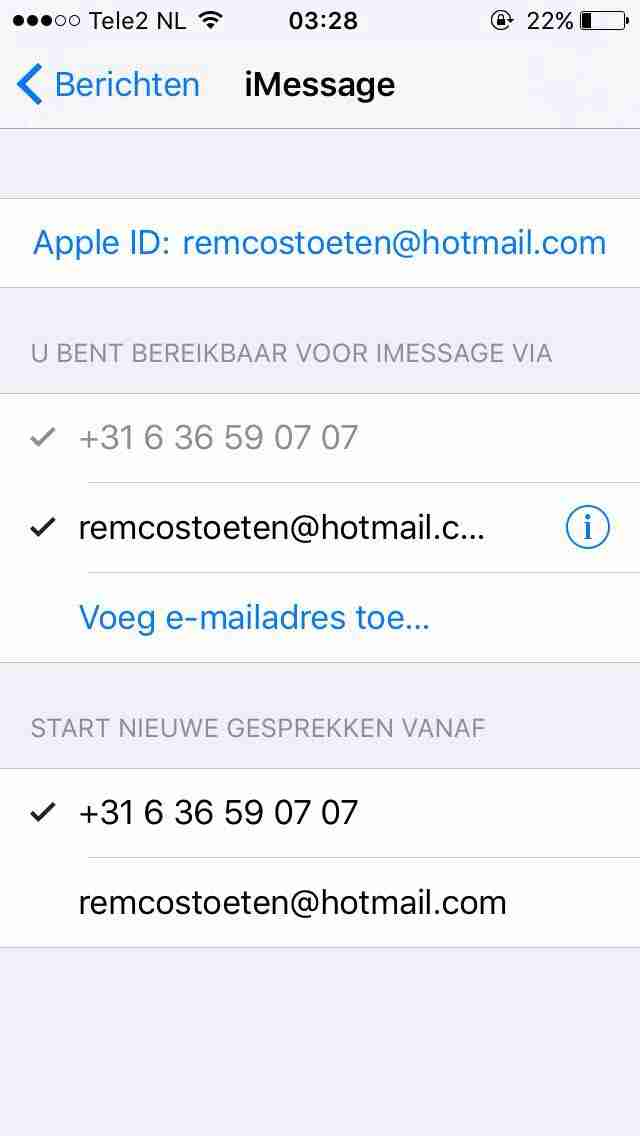 Tele2 NL 03:28 22%
Berichten iMessage
Apple ID: remcostoeten@hotmail.com
U BENT BEREIKBAAR VOOR IMESSAGE VIA
+31 6 36 59 07 07
remcostoeten@hotmail.c...
Voeg e-mailadres toe...
START NIEUWE GESPREKKEN VANAF
+31 6 36 59 07 07
remcostoeten@hotmail.com